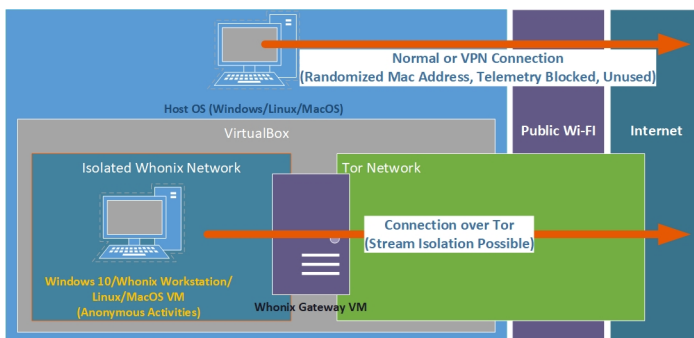 Normal or VPN Connection
(Randomized Mac Address, Telemetry Blocked, Unused)
Host OS (Windows/Linux/MacOS)
VirtualBox
Public Wi-FI
Internet
Isolated Whonix Network
Tor Network
Connection over Tor
(Stream Isolation Possible)
Windows 10/Whonix Workstation/
Linux/MacOS VM
(Anonymous Activities)
Whonix Gateway VM